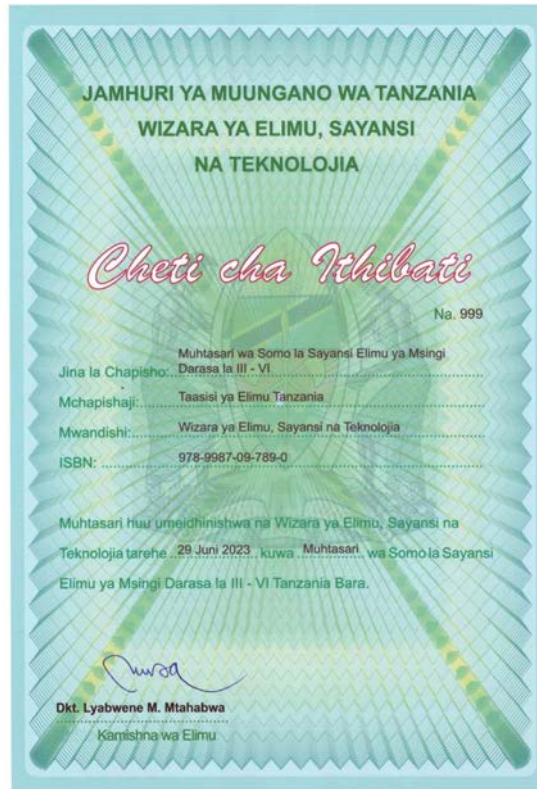 JAMHURI YA MUUNGANO WA TANZANIA
WIZARA YA ELIMU, SAYANSI
NA TEKNOLOJIA
Cheti cha Ithibati
Na. 999
Muhtasari wa Somo la Sayansi Elimu ya Msingi
Jina la Chapisho: Darasa la III - VI
Mchapishaji: Taasisi ya Elimu Tanzania
Mwandishi: Wizara ya Elimu, Sayansi na Teknolojia
ISBN: 978-9987-09-789-0
Muhtasari huu umeidhinishwa na Wizara ya Elimu, Sayansi na
Teknolojia tarehe 29 Juni 2023 kuwa Muhtasari wa Somo la Sayansi
Elimu ya Msingi Darasa la III - VI Tanzania Bara.
Dkt. Lyabwene M. Mtahabwa
Kamishna wa Elimu